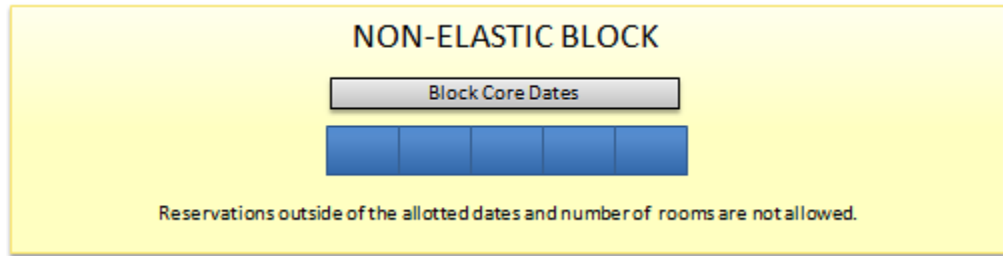 NON-ELASTIC BLOCK
Block Core Dates
Reservations outside of the allotted dates and number of rooms are not allowed.